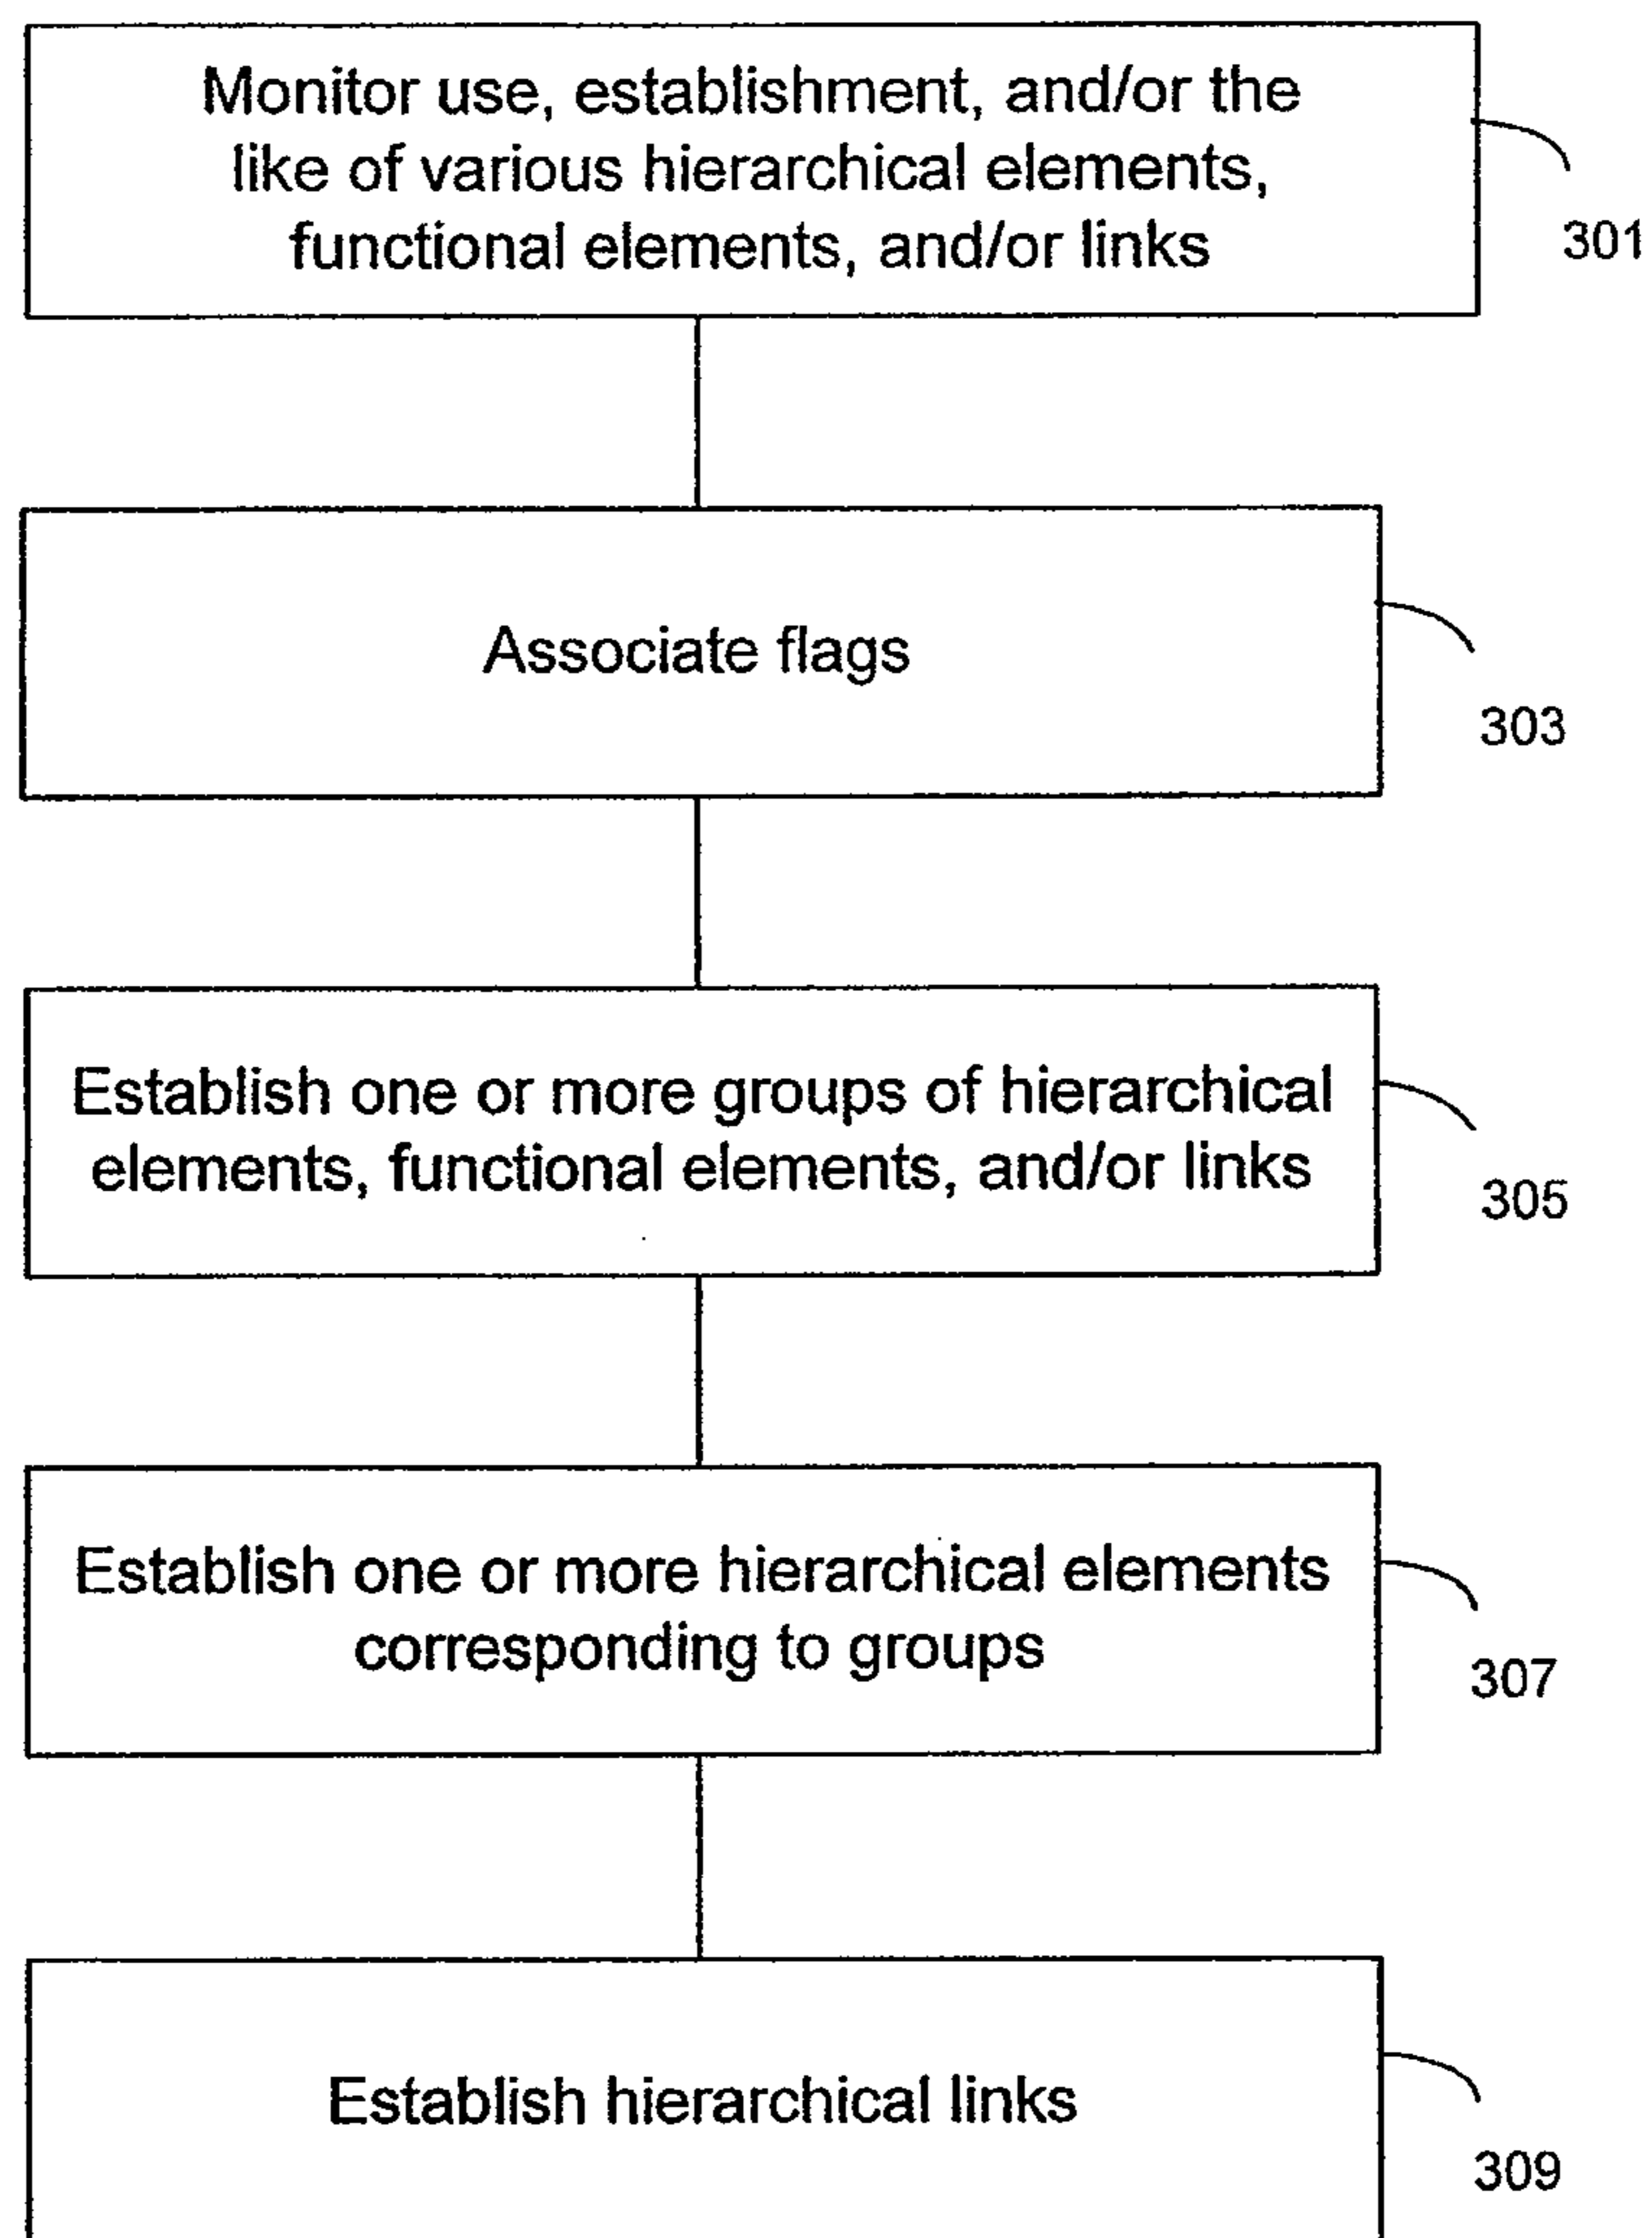 Monitor use, establishment, and/or the
like of various hierarchical elements,
functional elements, and/or links
301
Associate flags
303
Establish one or more groups of hierarchical
elements, functional elements, and/or links
305
Establish one or more hierarchical elements
corresponding to groups
307
Establish hierarchical links
309